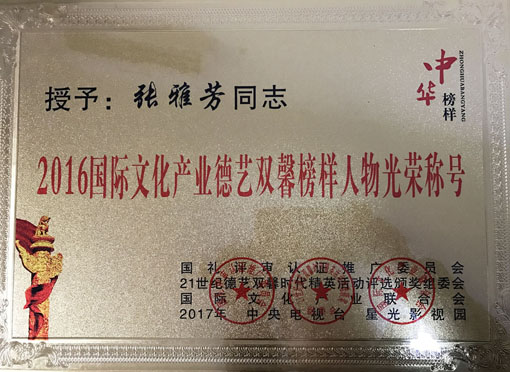 中华
榜样
ZHONGHUABANGYANG
授予：张雅芳同志
2016国际文化产业德艺双馨榜样人物光荣称号
国礼评审认证推广委员会
21世纪德艺双馨时代精英活动评选颁奖组委会
国际文化产业联合会
2017年 中央电视台 星光影视园